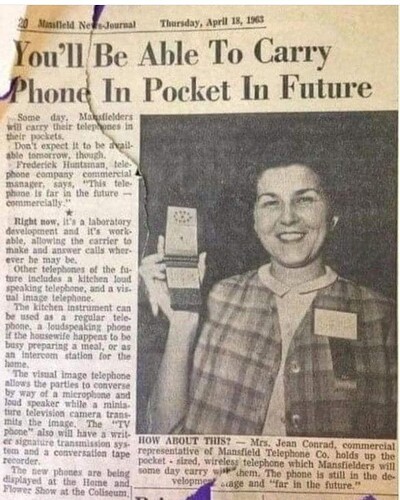 20 Mansfield News-Journal Thursday, April 18, 1963
You'll Be Able To Carry
Phone In Pocket In Future
Some day, Mansfielders
will carry their telephones in
their pockets.
Don't expect it to be avail-
able tomorrow, though.
Frederick Huntsman, tele-
phone company commercial
manager, says, "This tele-
phone is far in the future —
commercially."
★
Right now, it's a laboratory
development and it's work-
able, allowing the carrier to
make and answer calls wher-
ever he may be.
Other telephones of the fu-
ture includes a kitchen loud
speaking telephone, and a vis-
ual image telephone.
The kitchen instrument can
be used as a regular tele-
phone, a loudspeaking phone
if the housewife happens to be
busy preparing a meal, or as
an intercom station for the
home.
The visual image telephone
allows the parties to converse
by way of a microphone and
loud speaker while a minia-
ture television camera trans-
mits the image. The "TV
phone" also will have a writ-
er signature transmission sys-
tem and a conversation tape
recorder.
The new phones are being
displayed at the Home and
Flower Show at the Coliseum.
HOW ABOUT THIS? — Mrs. Jean Conrad, commercial
representative of Mansfield Telephone Co. holds up the
pocket - sized, wireless telephone which Mansfielders will
some day carry with them. The phone is still in the de-
velopment stage and "far in the future."